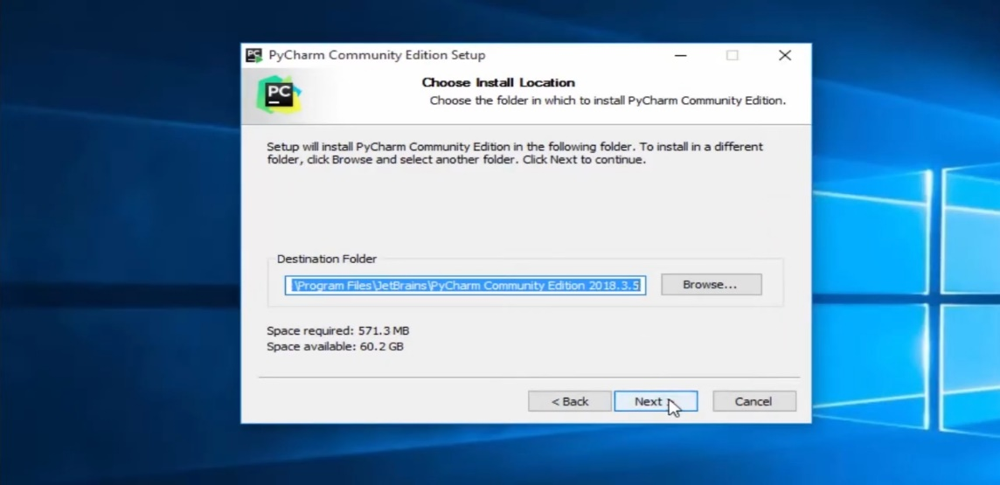 PC PyCharm Community Edition Setup
PC
Choose Install Location
Choose the folder in which to install PyCharm Community Edition.
Setup will install PyCharm Community Edition in the following folder. To install in a different
folder, click Browse and select another folder. Click Next to continue.
Destination Folder
\Program Files\JetBrains\PyCharm Community Edition 2018.3.5
Browse...
Space required: 571.3 MB
Space available: 60.2 GB
< Back Next > Cancel